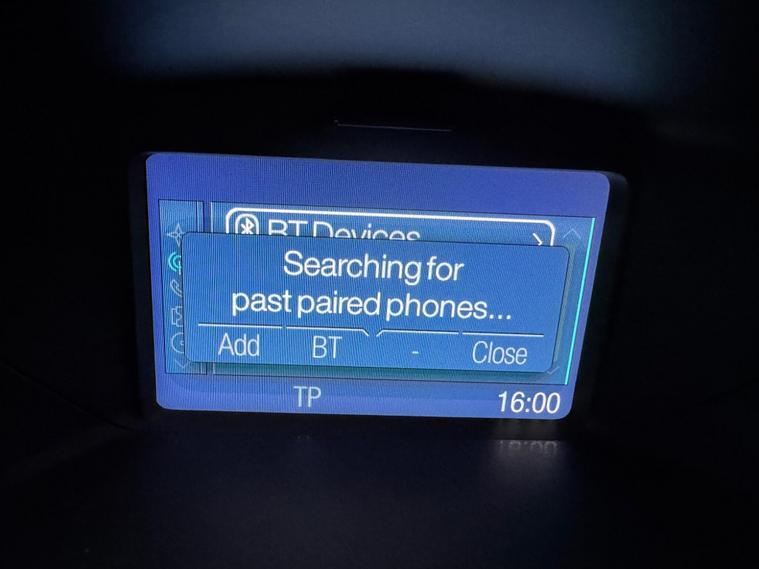 BT Devices
Searching for
past paired phones...
Add BT - Close
TP 16:00